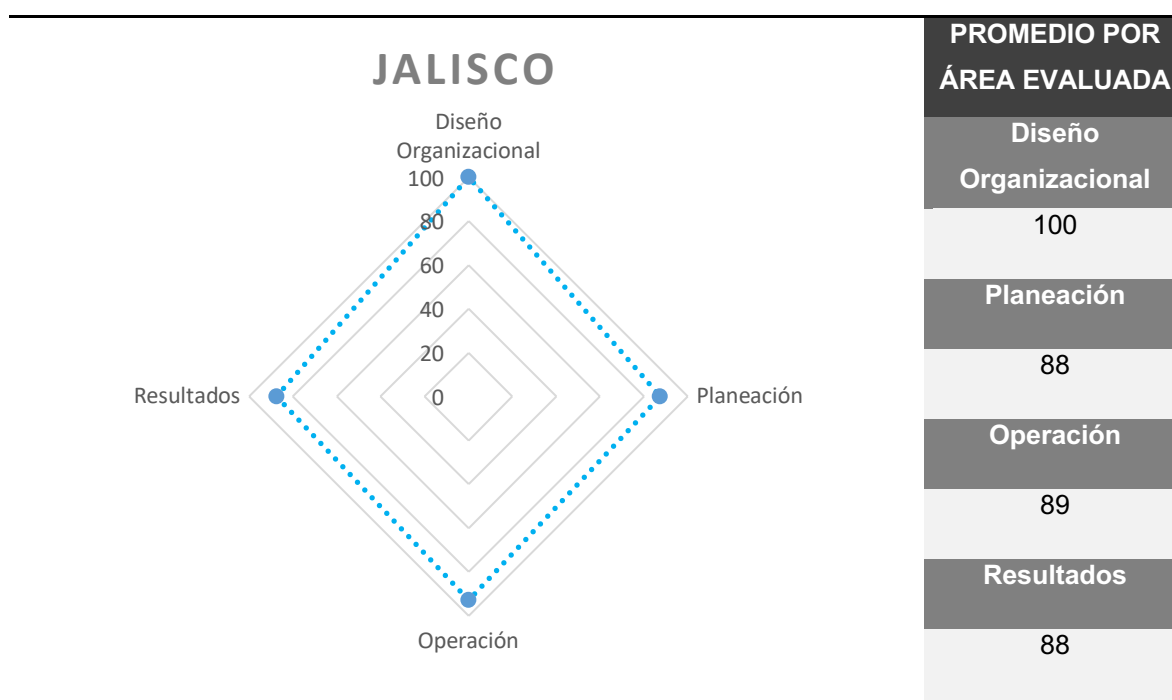 JALISCO
Diseño
Organizacional
100
80
60
40
20
0
Resultados
Planeación
Operación
PROMEDIO POR
ÁREA EVALUADA
Diseño
Organizacional
100
Planeación
88
Operación
89
Resultados
88